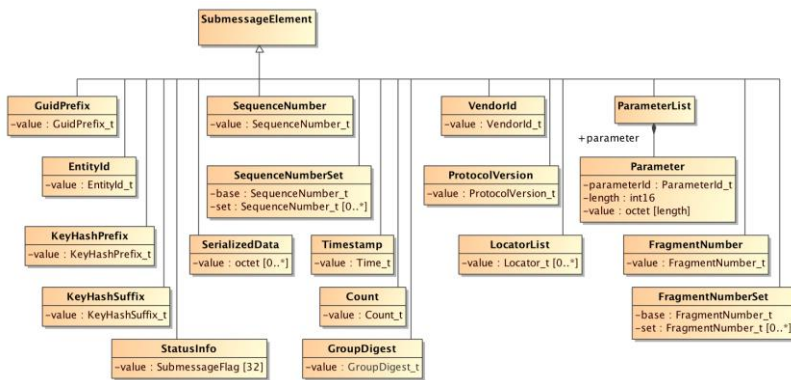 SubmessageElement
GuidPrefix
-value : GuidPrefix_t
SequenceNumber
-value : SequenceNumber_t
VendorId
-value : VendorId_t
ParameterList
+parameter
EntityId
-value : EntityId_t
SequenceNumberSet
-base : SequenceNumber_t
-set : SequenceNumber_t [0..*]
ProtocolVersion
-value : ProtocolVersion_t
Parameter
-parameterId : ParameterId_t
-length : int16
-value : octet [length]
KeyHashPrefix
-value : KeyHashPrefix_t
SerializedData
-value : octet [0..*]
Timestamp
-value : Time_t
LocatorList
-value : Locator_t [0..*]
FragmentNumber
-value : FragmentNumber_t
KeyHashSuffix
-value : KeyHashSuffix_t
Count
-value : Count_t
FragmentNumberSet
-base : FragmentNumber_t
-set : FragmentNumber_t [0..*]
StatusInfo
-value : SubmessageFlag [32]
GroupDigest
-value : GroupDigest_t